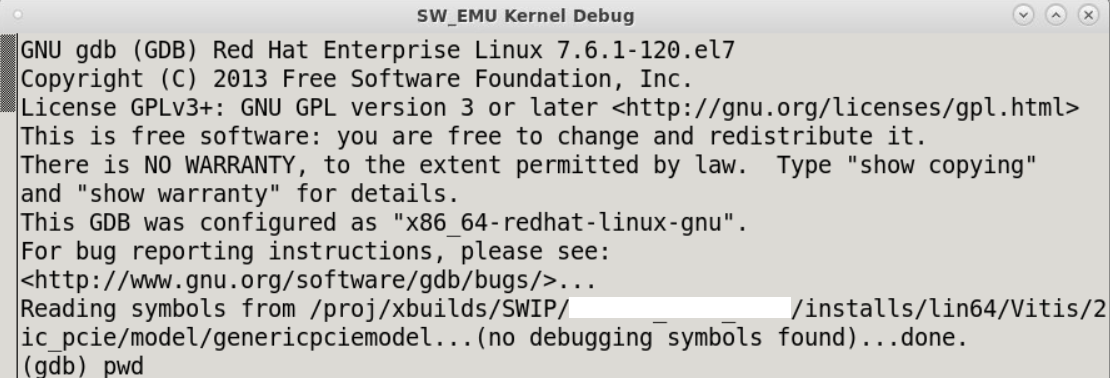 SW_EMU Kernel Debug
GNU gdb (GDB) Red Hat Enterprise Linux 7.6.1-120.el7
Copyright (C) 2013 Free Software Foundation, Inc.
License GPLv3+: GNU GPL version 3 or later <http://gnu.org/licenses/gpl.html>
This is free software: you are free to change and redistribute it.
There is NO WARRANTY, to the extent permitted by law.  Type "show copying"
and "show warranty" for details.
This GDB was configured as "x86_64-redhat-linux-gnu".
For bug reporting instructions, please see:
<http://www.gnu.org/software/gdb/bugs/>...
Reading symbols from /proj/xbuilds/SWIP/ /installs/lin64/Vitis/2
ic_pcie/model/genericpciemodel...(no debugging symbols found)...done.
(gdb) pwd